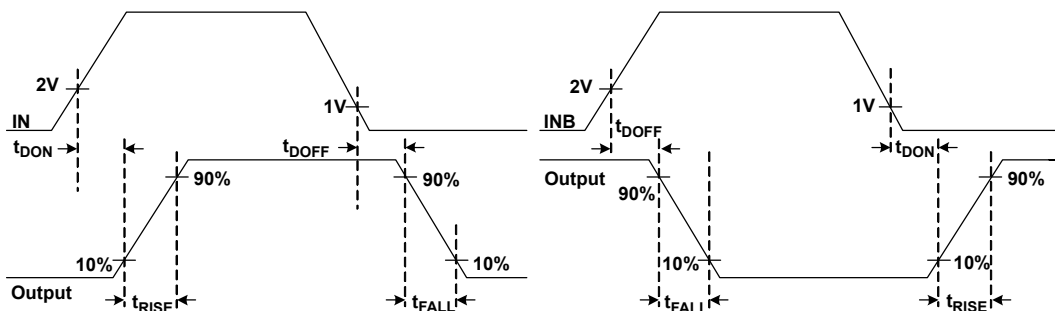 2V
IN
1V
tDON
tDOFF
90%
90%
10%
10%
Output
tRISE
tFALL
2V
INB
1V
tDOFF
tDON
Output
90%
90%
10%
10%
tFALL
tRISE